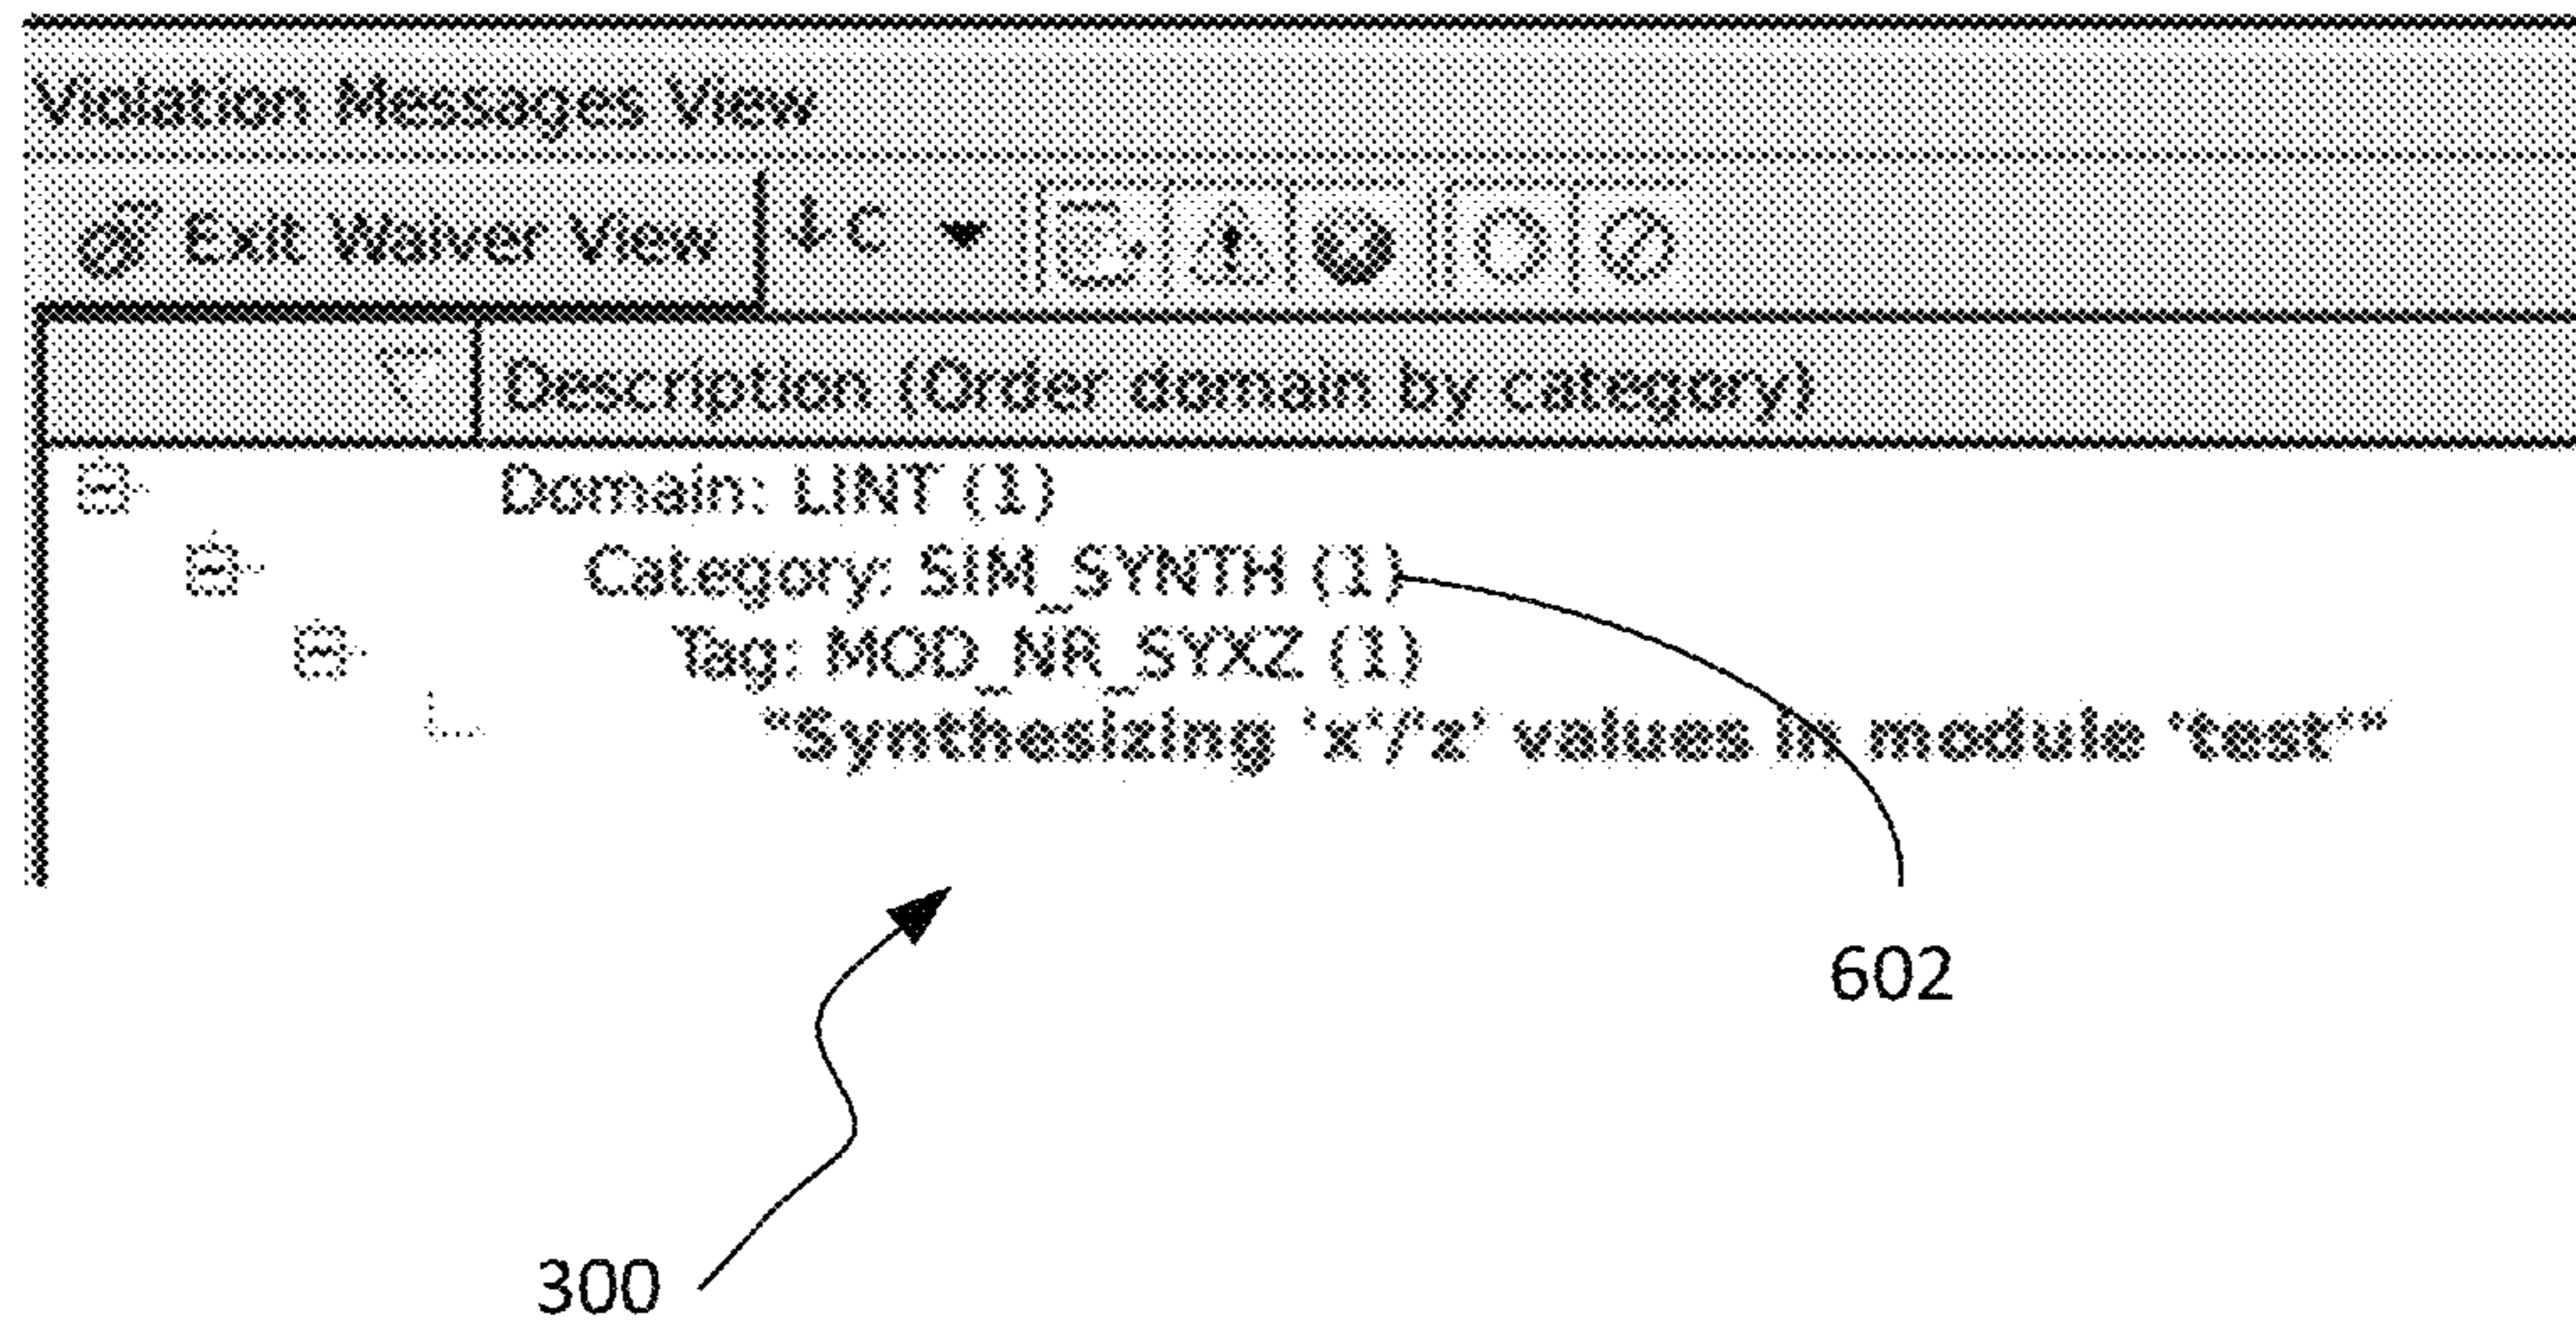 Violation Messages View
Exit Waiver View ↓C
Description (Order domain by category)
Domain: LINT (1)
Category: SIM_SYNTH (1)
Tag: MOD_NR_SYXZ (1)
"Synthesizing 'x'/'z' values in module 'test'"
602
300